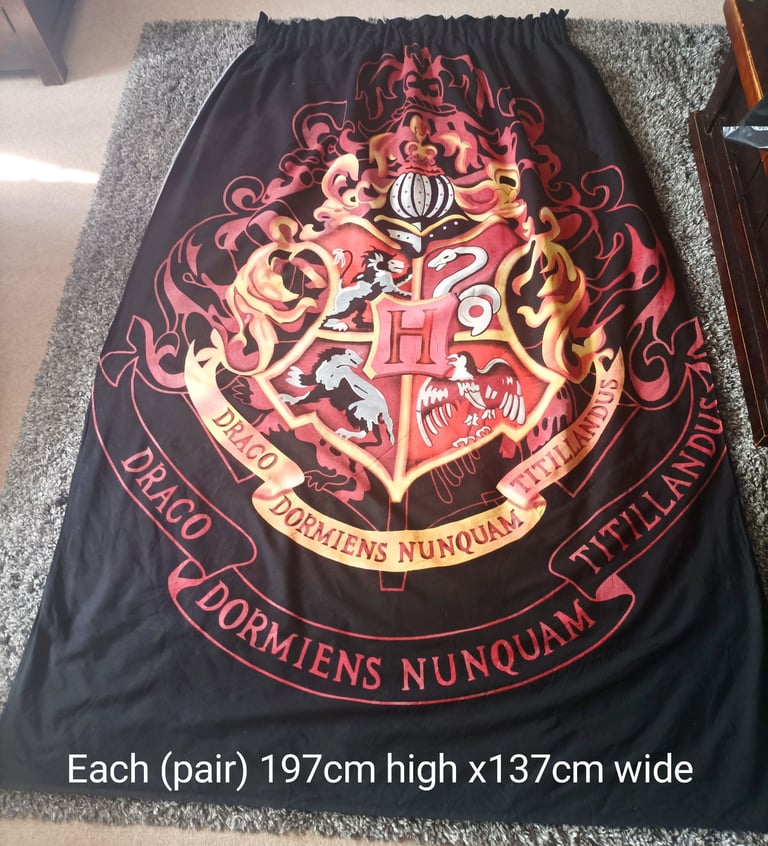 H
DRACO
DORMIENS NUNQUAM
TITILLANDUS
DRACO
DORMIENS NUNQUAM
TITILLANDUS
Each (pair) 197cm high x137cm wide